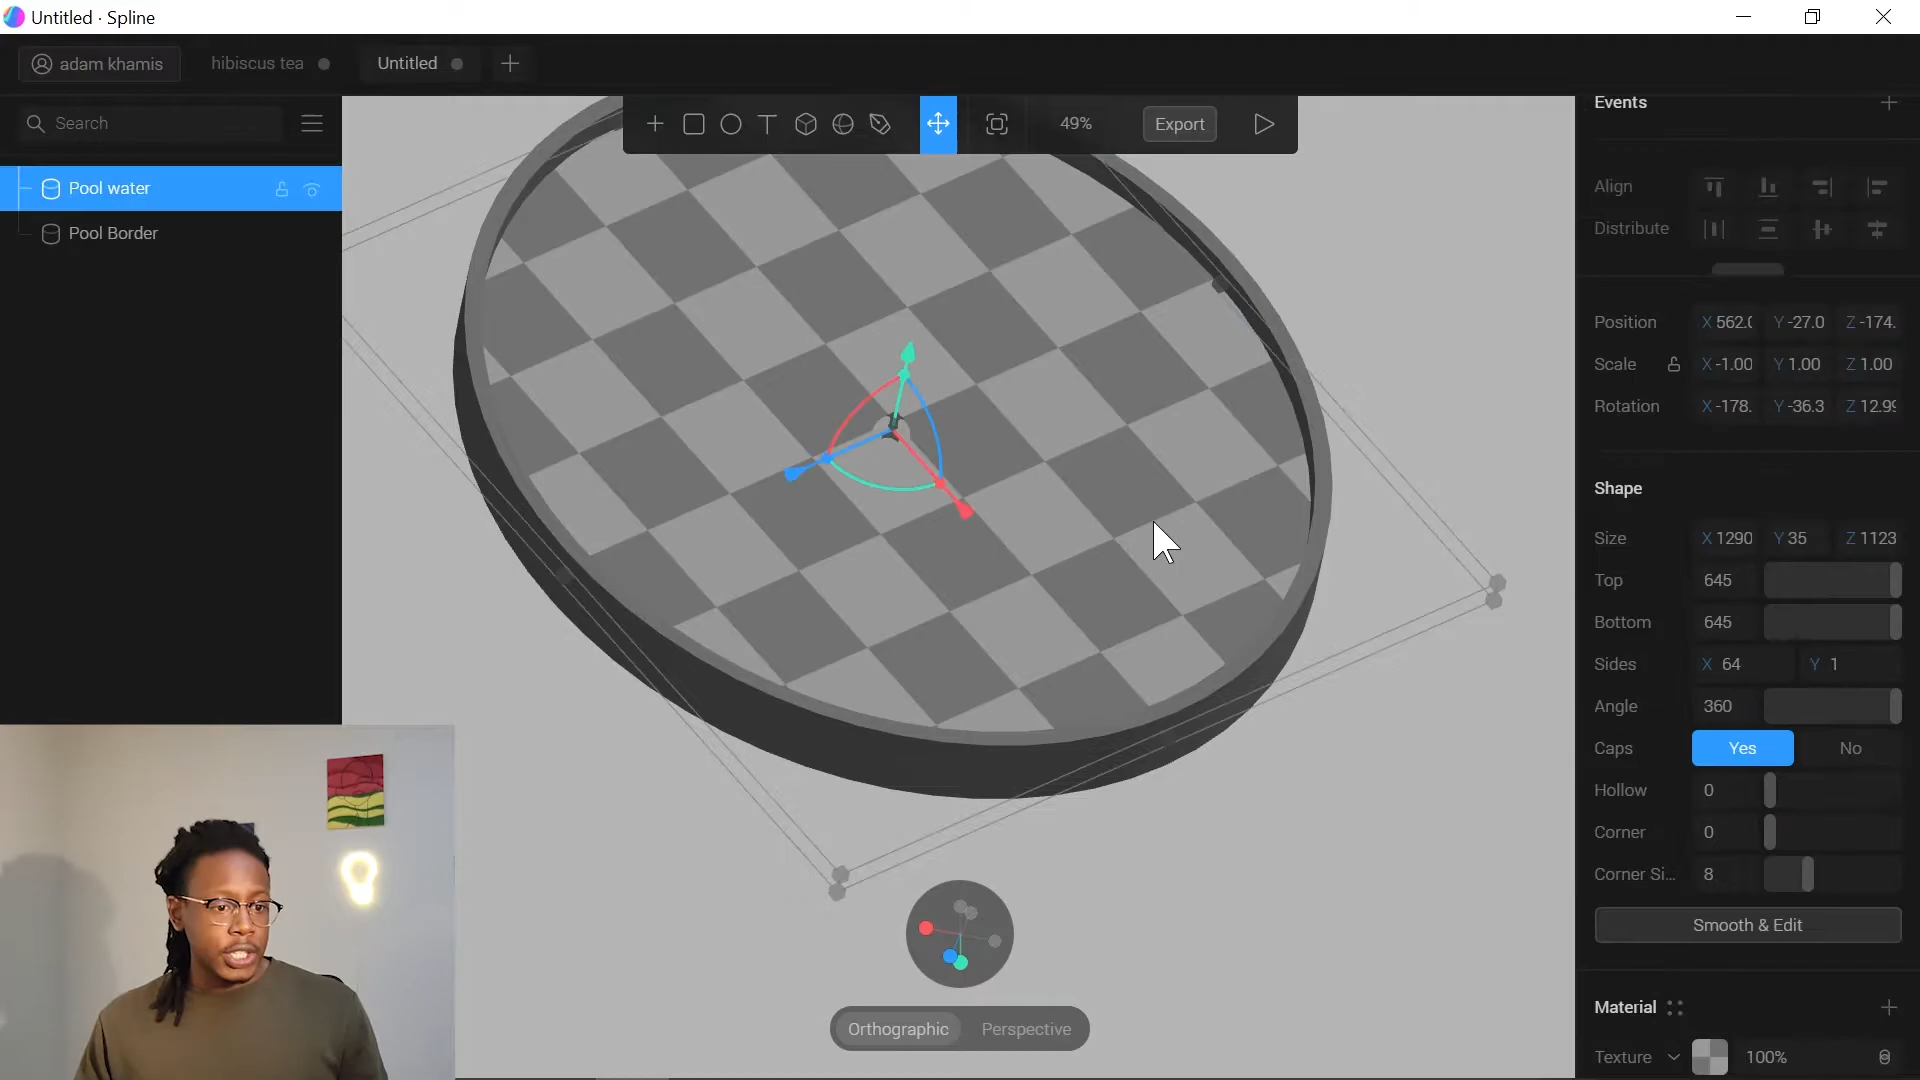 Untitled · Spline
adam khamis
hibiscus tea
Untitled
Search
49%
Export
Pool water
Pool Border
Events
Align
Distribute
Position X 562.0 Y -27.0 Z -174.
Scale X -1.00 Y 1.00 Z 1.00
Rotation X -178. Y -36.3 Z 12.99
Shape
Size X 1290 Y 35 Z 1123
Top 645
Bottom 645
Sides X 64 Y 1
Angle 360
Caps Yes No
Hollow 0
Corner 0
Corner Si... 8
Smooth & Edit
Material
Texture 100%
Orthographic Perspective